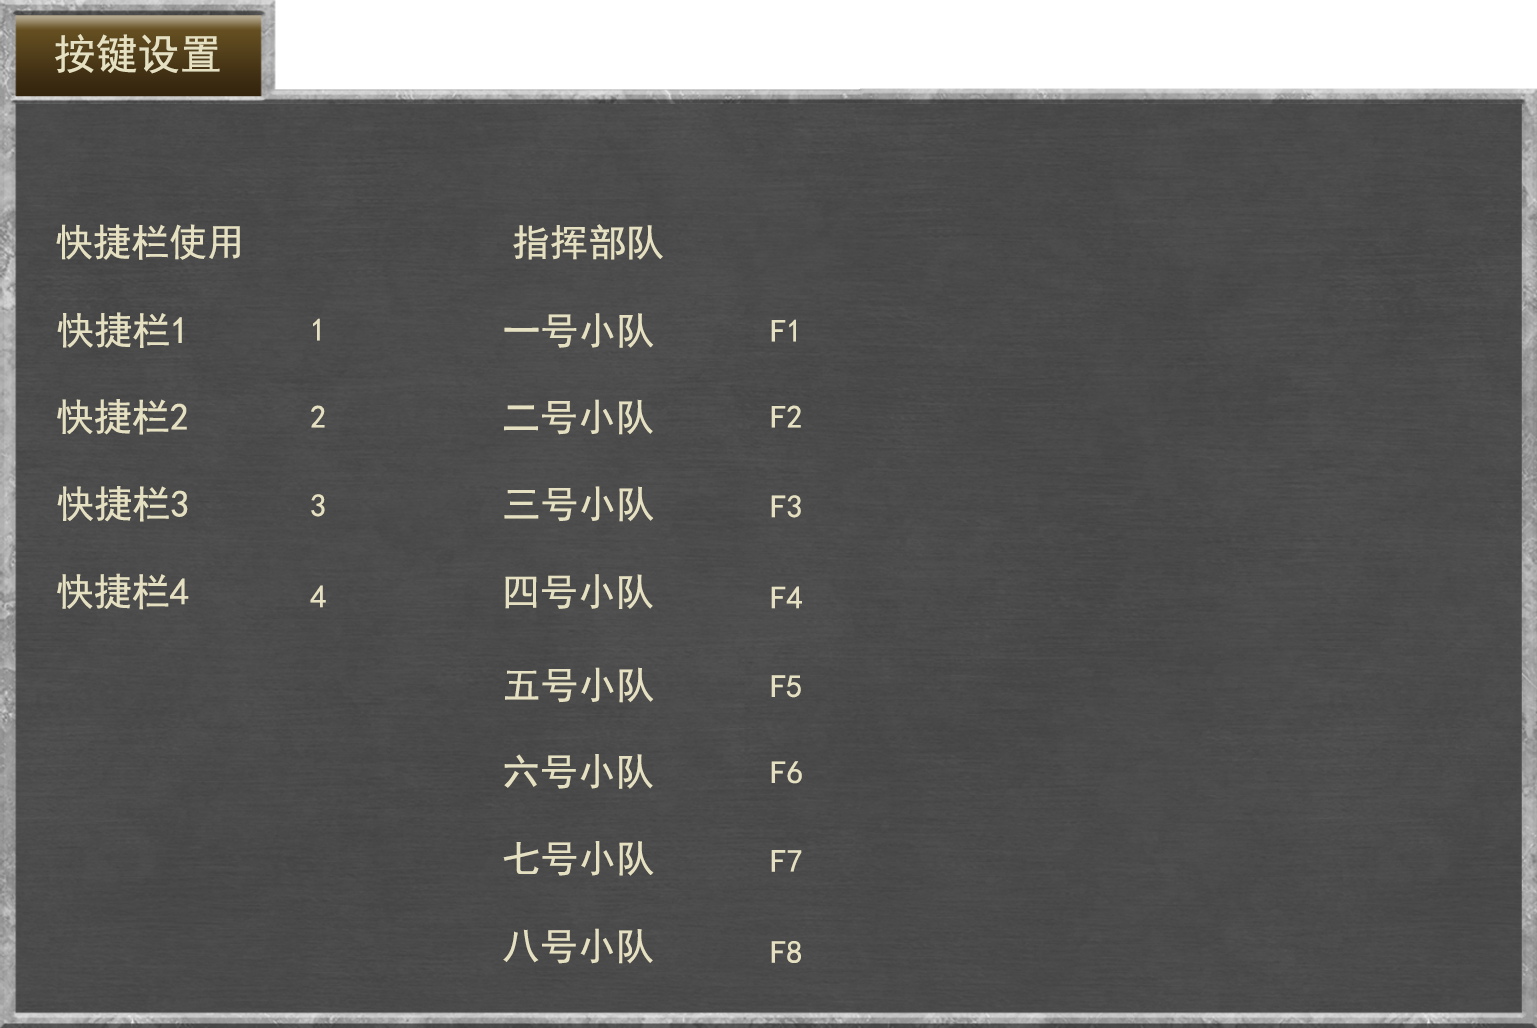 按键设置
快捷栏使用 指挥部队
快捷栏1 1 一号小队 F1
快捷栏2 2 二号小队 F2
快捷栏3 3 三号小队 F3
快捷栏4 4 四号小队 F4
五号小队 F5
六号小队 F6
七号小队 F7
八号小队 F8